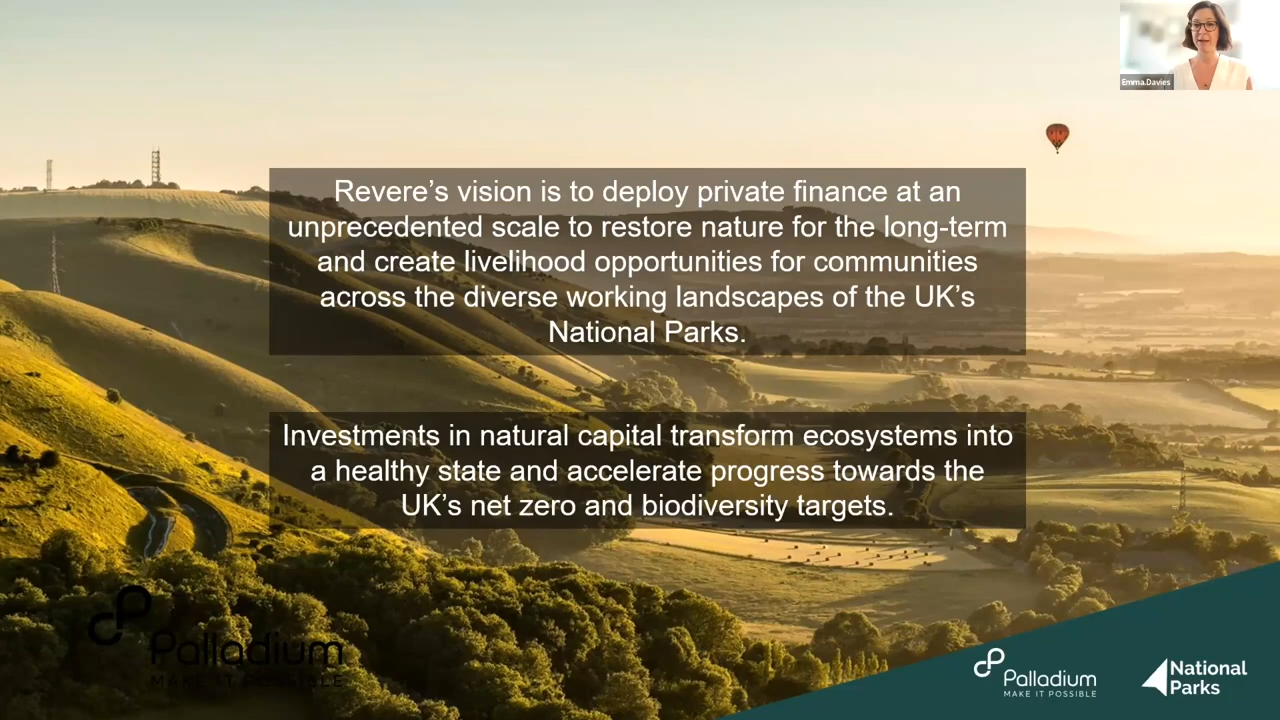 Emma.Davies
Revere’s vision is to deploy private finance at an
unprecedented scale to restore nature for the long-term
and create livelihood opportunities for communities
across the diverse working landscapes of the UK’s
National Parks.
Investments in natural capital transform ecosystems into
a healthy state and accelerate progress towards the
UK’s net zero and biodiversity targets.
Palladium
MAKE IT POSSIBLE
Palladium
MAKE IT POSSIBLE
National
Parks